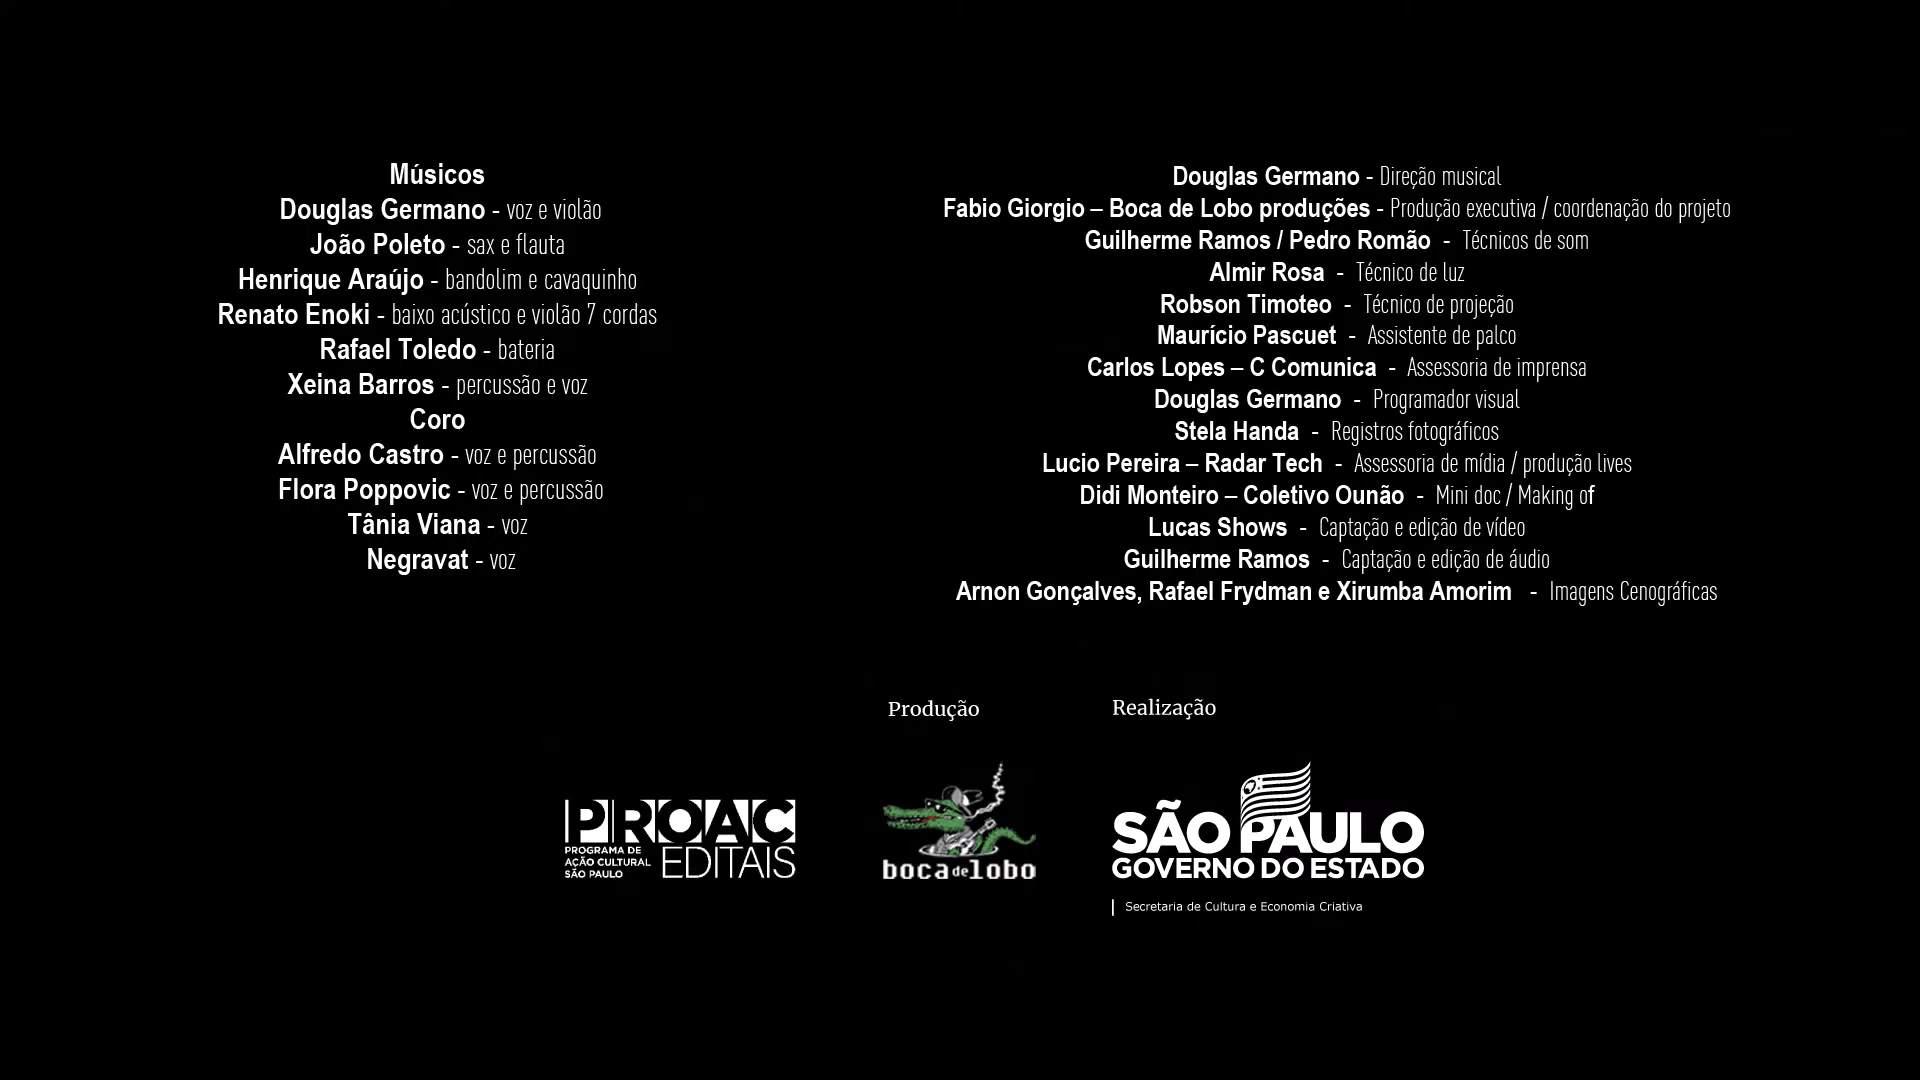 Músicos
Douglas Germano - voz e violão
João Poleto - sax e flauta
Henrique Araújo - bandolim e cavaquinho
Renato Enoki - baixo acústico e violão 7 cordas
Rafael Toledo - bateria
Xeina Barros - percussão e voz
Coro
Alfredo Castro - voz e percussão
Flora Poppovic - voz e percussão
Tânia Viana - voz
Negravat - voz
Douglas Germano - Direção musical
Fabio Giorgio – Boca de Lobo produções - Produção executiva / coordenação do projeto
Guilherme Ramos / Pedro Romão - Técnicos de som
Almir Rosa - Técnico de luz
Robson Timoteo - Técnico de projeção
Maurício Pascuet - Assistente de palco
Carlos Lopes – C Comunica - Assessoria de imprensa
Douglas Germano - Programador visual
Stela Handa - Registros fotográficos
Lucio Pereira – Radar Tech - Assessoria de mídia / produção lives
Didi Monteiro – Coletivo Ounão - Mini doc / Making of
Lucas Shows - Captação e edição de vídeo
Guilherme Ramos - Captação e edição de áudio
Arnon Gonçalves, Rafael Frydman e Xirumba Amorim - Imagens Cenográficas
PROAC
PROGRAMA DE
AÇÃO CULTURAL
SÃO PAULO
EDITAIS
Produção
boca de lobo
Realização
SÃO PAULO
GOVERNO DO ESTADO
Secretaria de Cultura e Economia Criativa